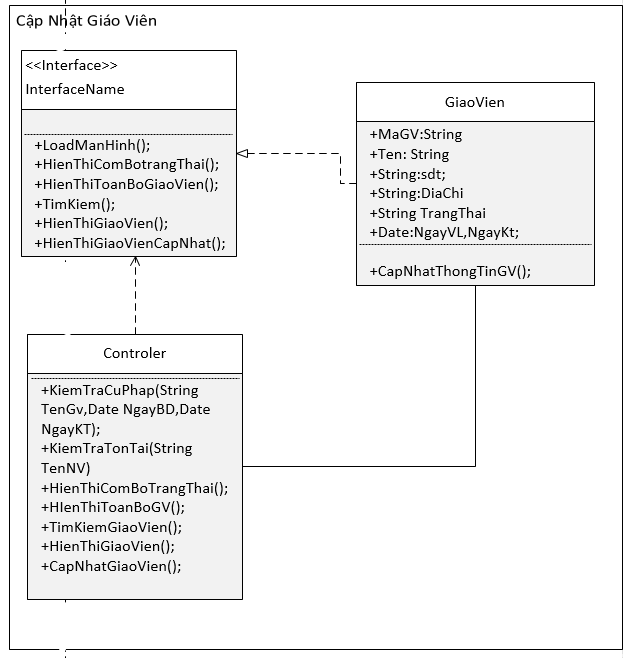 Cập Nhật Giáo Viên
<<Interface>>
InterfaceName
+LoadManHinh();
+HienThiComBotrangThai();
+HienThiToanBoGiaoVien();
+TimKiem();
+HienThiGiaoVien();
+HienThiGiaoVienCapNhat();
GiaoVien
+MaGV:String
+Ten: String
+String:sdt;
+String:DiaChi
+String TrangThai
+Date:NgayVL,NgayKt;
+CapNhatThongTinGV();
Controler
+KiemTraCuPhap(String
TenGv,Date NgayBD,Date
NgayKT);
+KiemTraTonTai(String
TenNV)
+HienThiComBoTrangThai();
+HIenThiToanBoGV();
+TimKiemGiaoVien();
+HienThiGiaoVien();
+CapNhatGiaoVien();